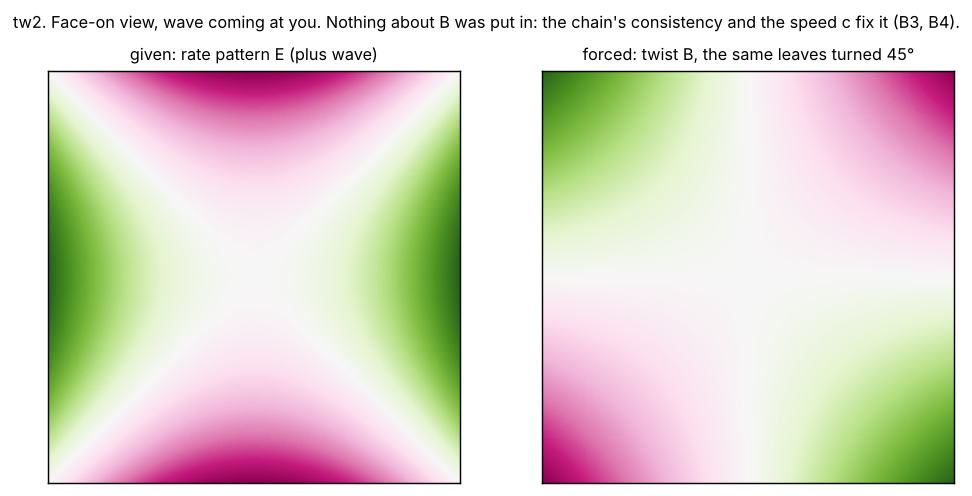 tw2. Face-on view, wave coming at you. Nothing about B was put in: the chain's consistency and the speed c fix it (B3, B4).
given: rate pattern E (plus wave)
forced: twist B, the same leaves turned 45°